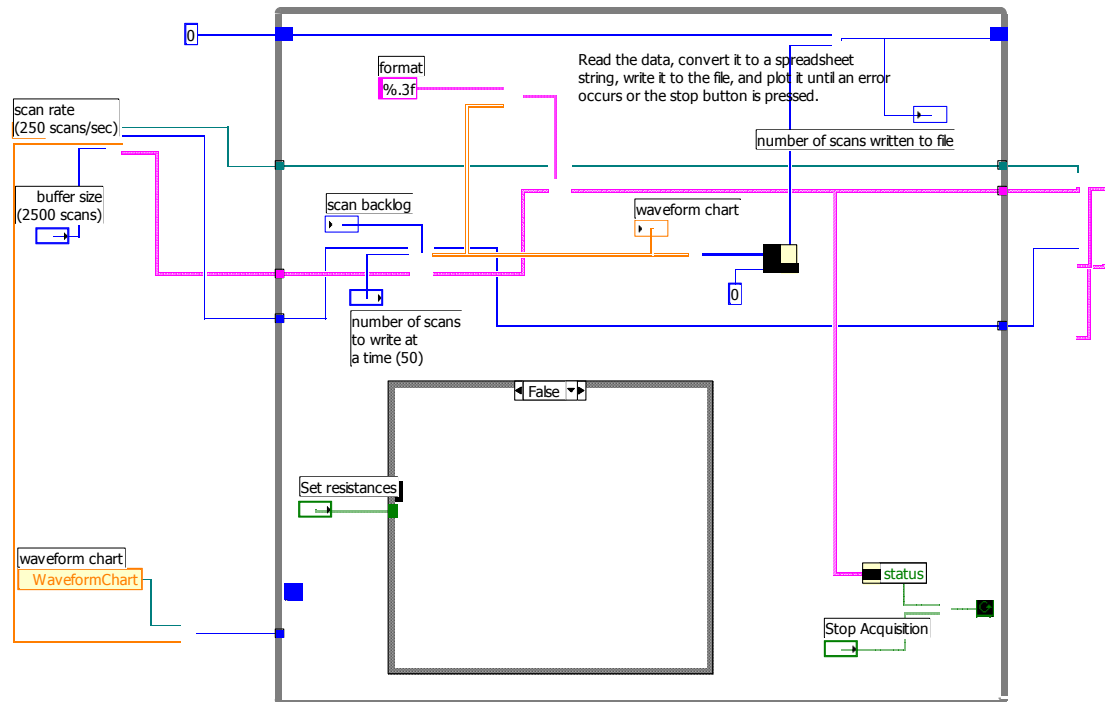 0
Read the data, convert it to a spreadsheet
string, write it to the file, and plot it until an error
occurs or the stop button is pressed.
format
%.3f
scan rate
(250 scans/sec)
number of scans written to file
buffer size
(2500 scans)
scan backlog
waveform chart
0
number of scans
to write at
a time (50)
False
Set resistances
waveform chart
WaveformChart
status
Stop Acquisition